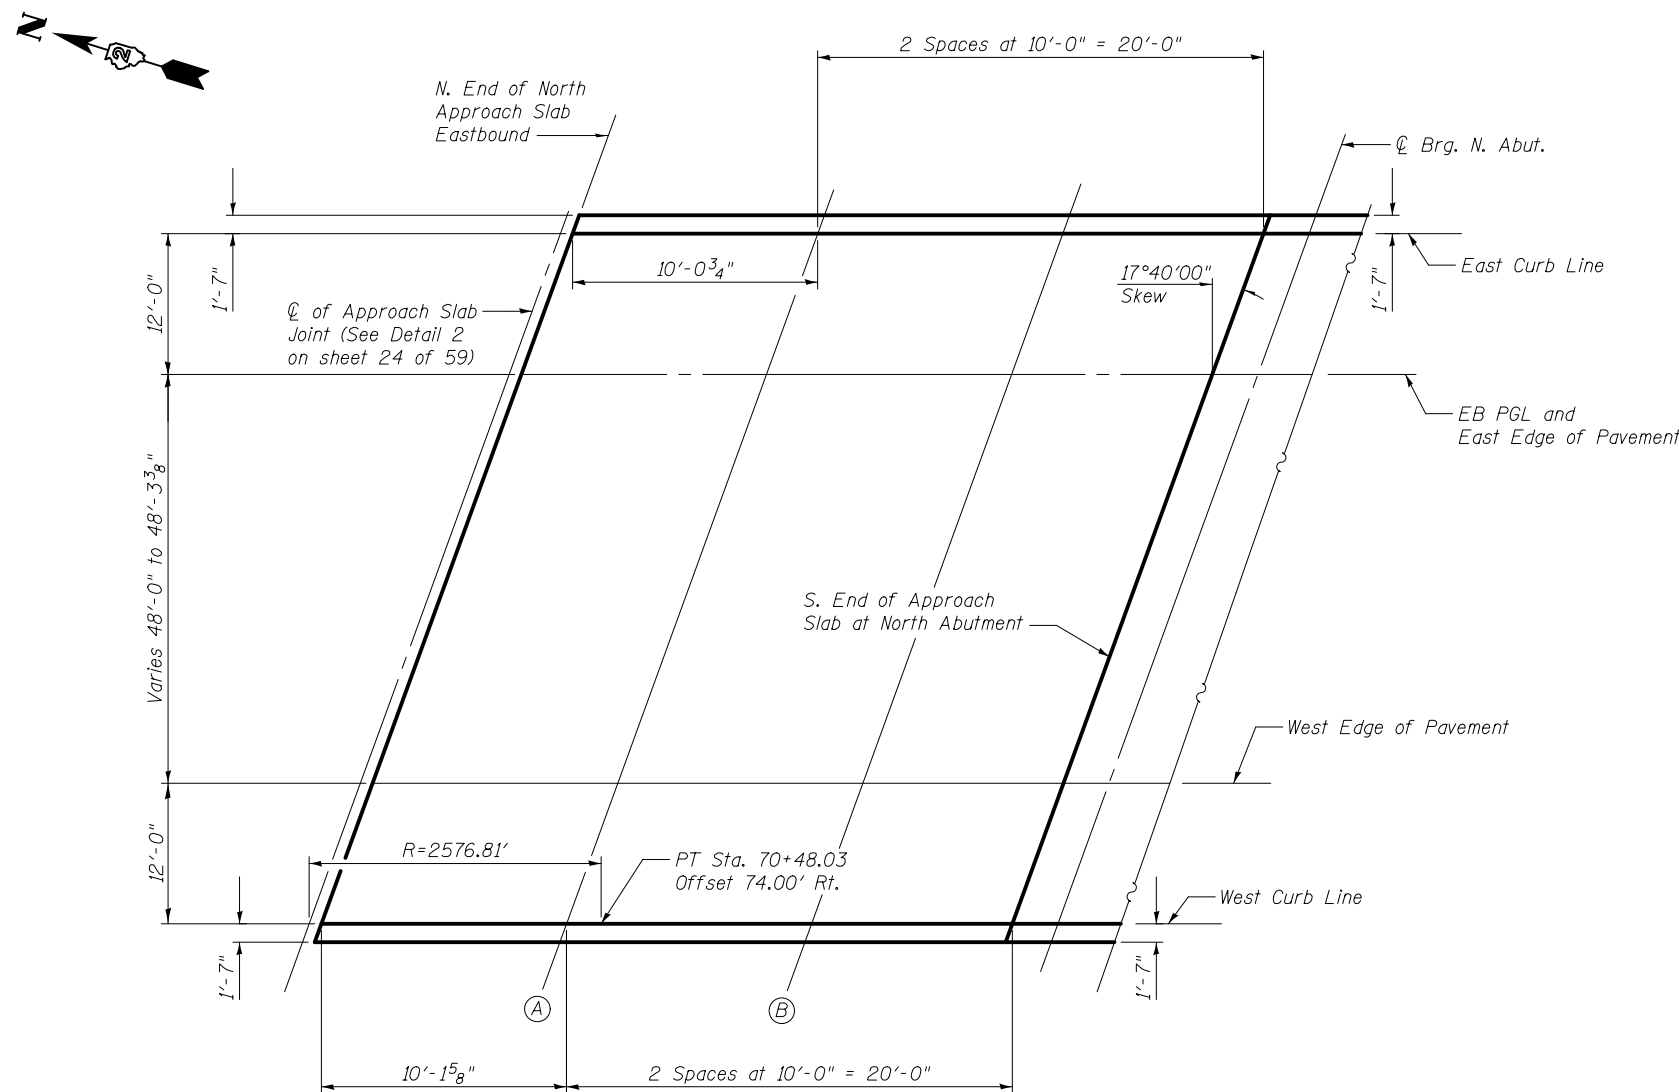 N
2
2 Spaces at 10'-0" = 20'-0"
N. End of North
Approach Slab
Eastbound
℄ Brg. N. Abut.
1'-7"
12'-0"
10'-0¾"
17°40'00"
Skew
East Curb Line
1'-7"
℄ of Approach Slab
Joint (See Detail 2
on sheet 24 of 59)
EB PGL and
East Edge of Pavement
Varies 48'-0" to 48'-3⅜"
S. End of Approach
Slab at North Abutment
West Edge of Pavement
12'-0"
R=2576.81'
PT Sta. 70+48.03
Offset 74.00' Rt.
West Curb Line
1'-7"
1'-7"
A
B
10'-1⅝"
2 Spaces at 10'-0" = 20'-0"